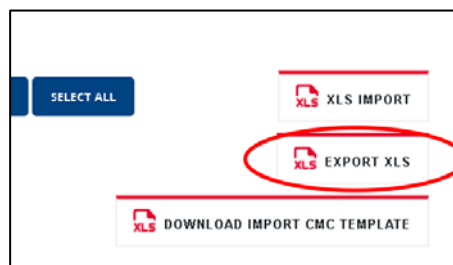 SELECT ALL
XLS XLS IMPORT
XLS EXPORT XLS
XLS DOWNLOAD IMPORT CMC TEMPLATE